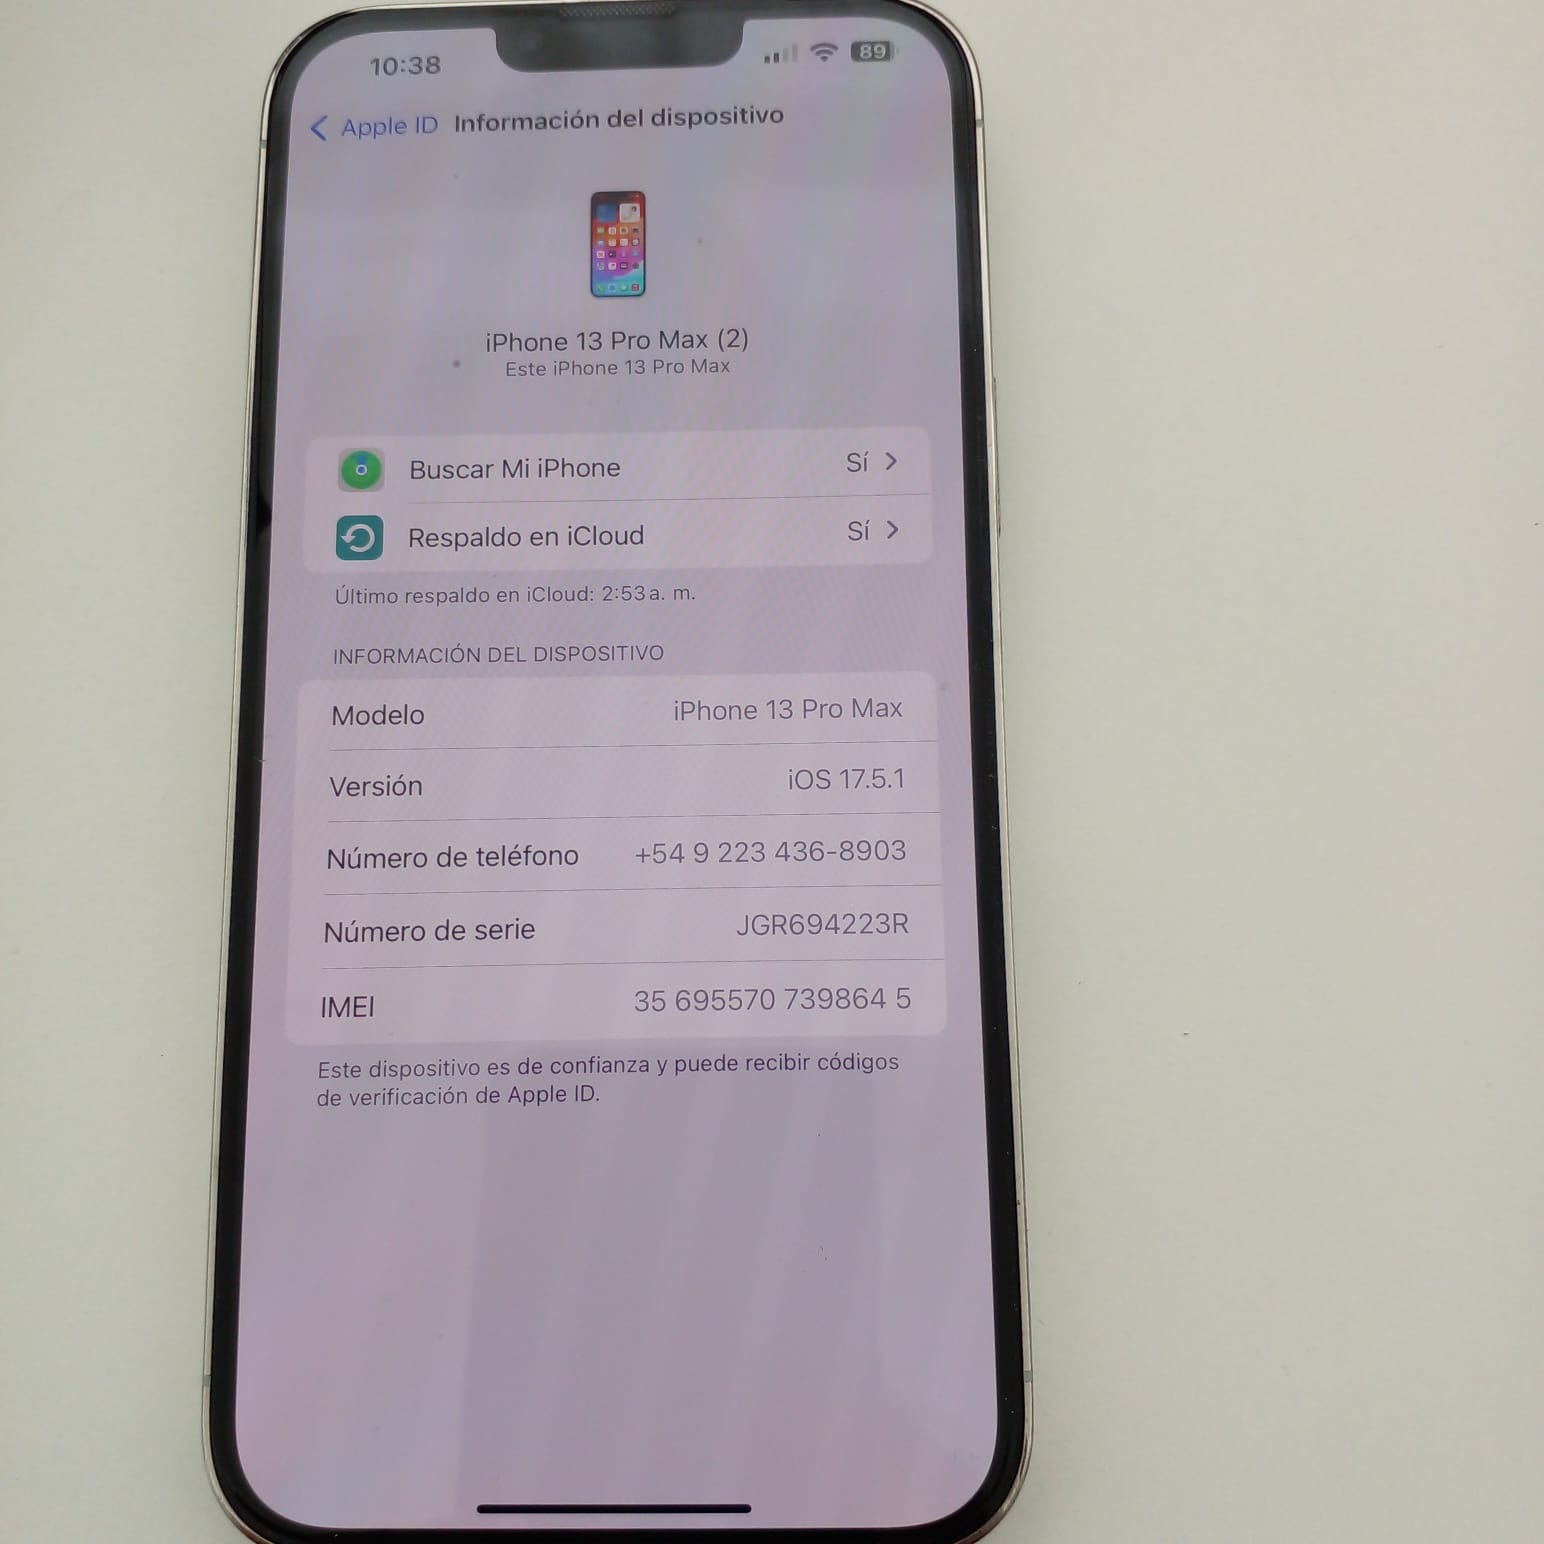 10:38
89
Apple ID Información del dispositivo
iPhone 13 Pro Max (2)
Este iPhone 13 Pro Max
Buscar Mi iPhone Sí
Respaldo en iCloud Sí
Último respaldo en iCloud: 2:53 a. m.
INFORMACIÓN DEL DISPOSITIVO
Modelo iPhone 13 Pro Max
Versión iOS 17.5.1
Número de teléfono +54 9 223 436-8903
Número de serie JGR694223R
IMEI 35 695570 739864 5
Este dispositivo es de confianza y puede recibir códigos
de verificación de Apple ID.